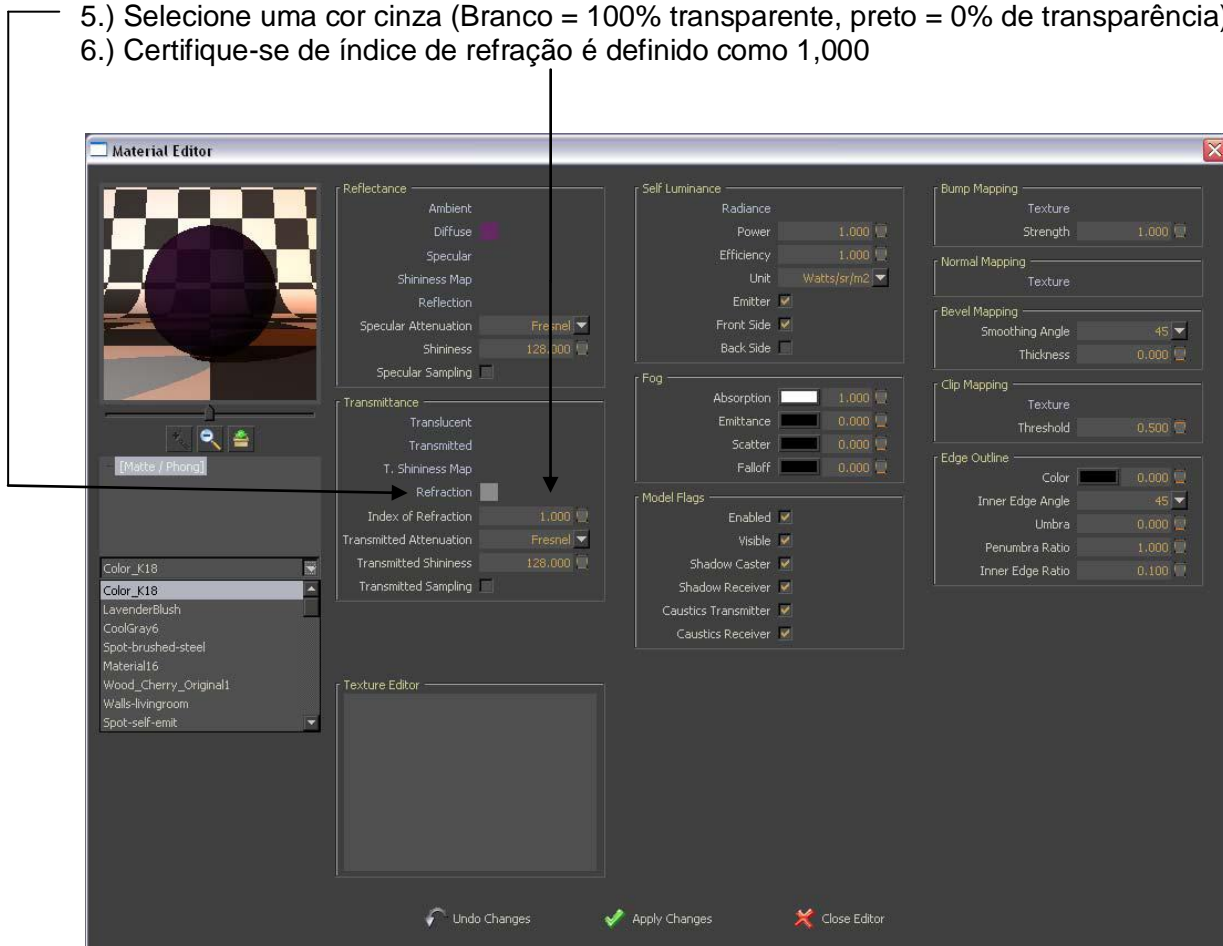 5.) Selecione uma cor cinza (Branco = 100% transparente, preto = 0% de transparência)
6.) Certifique-se de índice de refração é definido como 1,000
Material Editor
[Matte / Phong]
Color_K18
Color_K18
LavenderBlush
CoolGray6
Spot-brushed-steel
Material16
Wood_Cherry_Original1
Walls-livingroom
Spot-self-emit
Reflectance
Ambient
Diffuse
Specular
Shininess Map
Reflection
Specular Attenuation Fresnel
Shininess 128.000
Specular Sampling
Transmittance
Translucent
Transmitted
T. Shininess Map
Refraction
Index of Refraction 1.000
Transmitted Attenuation Fresnel
Transmitted Shininess 128.000
Transmitted Sampling
Texture Editor
Self Luminance
Radiance
Power 1.000
Efficiency 1.000
Unit Watts/sr/m2
Emitter
Front Side
Back Side
Fog
Absorption 1.000
Emittance 0.000
Scatter 0.000
Falloff 0.000
Model Flags
Enabled
Visible
Shadow Caster
Shadow Receiver
Caustics Transmitter
Caustics Receiver
Bump Mapping
Texture
Strength 1.000
Normal Mapping
Texture
Bevel Mapping
Smoothing Angle 45
Thickness 0.000
Clip Mapping
Texture
Threshold 0.500
Edge Outline
Color 0.000
Inner Edge Angle 45
Umbra 0.000
Penumbra Ratio 1.000
Inner Edge Ratio 0.100
Undo Changes
Apply Changes
Close Editor